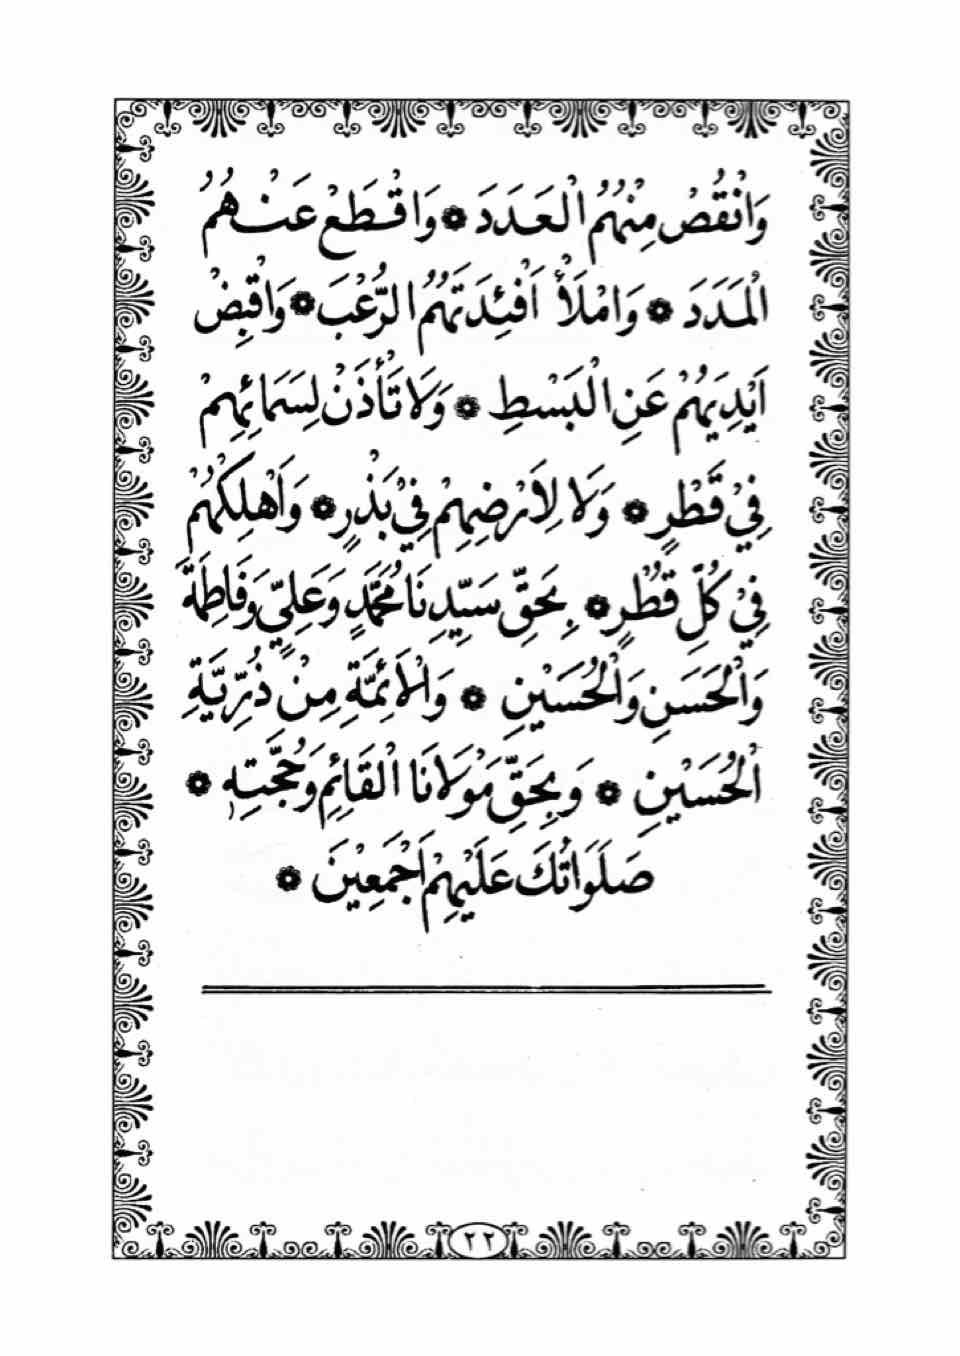 وَانْقُصْ مِنْهُمُ الْعَدَدَ ۞ وَاقْطَعْ عَنْهُمُ
الْمَدَدَ ۞ وَامْلَأْ اَفْئِدَتَهُمُ الرُّعْبَ ۞ وَاقْبِضْ
اَيْدِيَهُمْ عَنِ الْبَسْطِ ۞ وَلَا تَأْذَنْ لِسَمَائِهِمْ
فِيْ قَطْرٍ ۞ وَلَا لِاَرْضِهِمْ فِيْ بَذْرٍ ۞ وَاَهْلِكْهُمْ
فِيْ كُلِّ قُطْرٍ ۞ بِحَقِّ سَيِّدِنَا مُحَمَّدٍ وَعَلِيٍّ وَفَاطِمَةَ
وَالْحَسَنِ وَالْحُسَيْنِ ۞ وَالْاَئِمَّةِ مِنْ ذُرِّيَّةِ
الْحُسَيْنِ ۞ وَبِحَقِّ مَوْلَانَا الْقَائِمِ وَحُجَّتِهٖ ۞
صَلَوَاتُكَ عَلَيْهِمْ اَجْمَعِيْنَ ۞
٢٢